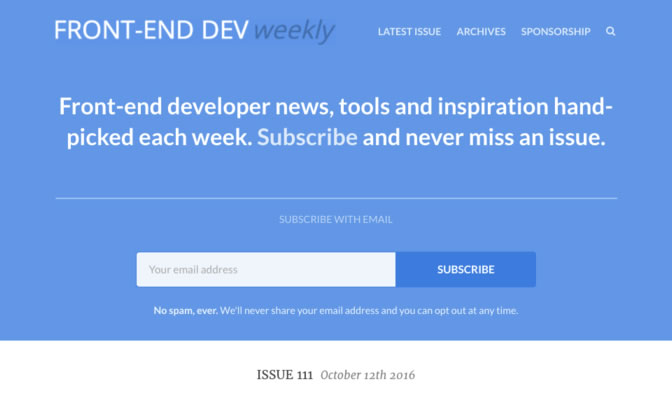 FRONT-END DEV weekly
LATEST ISSUE ARCHIVES SPONSORSHIP
Front-end developer news, tools and inspiration hand-
picked each week. Subscribe and never miss an issue.
SUBSCRIBE WITH EMAIL
Your email address SUBSCRIBE
No spam, ever. We'll never share your email address and you can opt out at any time.
ISSUE 111 October 12th 2016